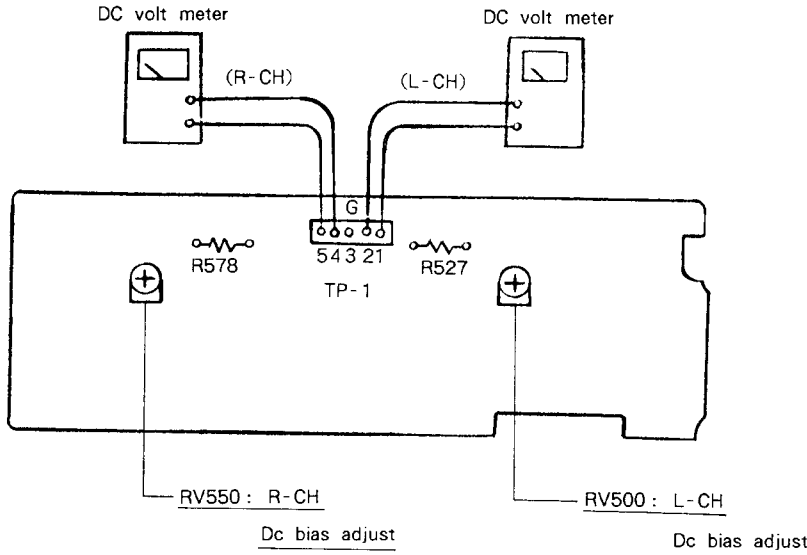 DC volt meter
DC volt meter
(R-CH)
(L-CH)
G
5 4 3 2 1
R578
R527
TP-1
RV550 : R-CH
Dc bias adjust
RV500 : L-CH
Dc bias adjust